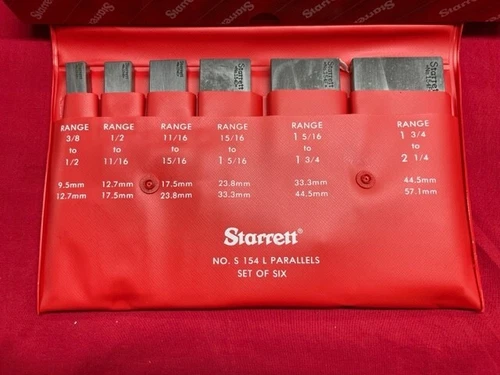 Starrett
Starrett
Starrett
RANGE RANGE RANGE RANGE RANGE RANGE
3/8 1/2 11/16 15/16 1 5/16 1 3/4
to to to to to to
1/2 11/16 15/16 1 5/16 1 3/4 2 1/4
9.5mm 12.7mm 17.5mm 23.8mm 33.3mm 44.5mm
12.7mm 17.5mm 23.8mm 33.3mm 44.5mm 57.1mm
Starrett
NO. S 154 L PARALLELS
SET OF SIX